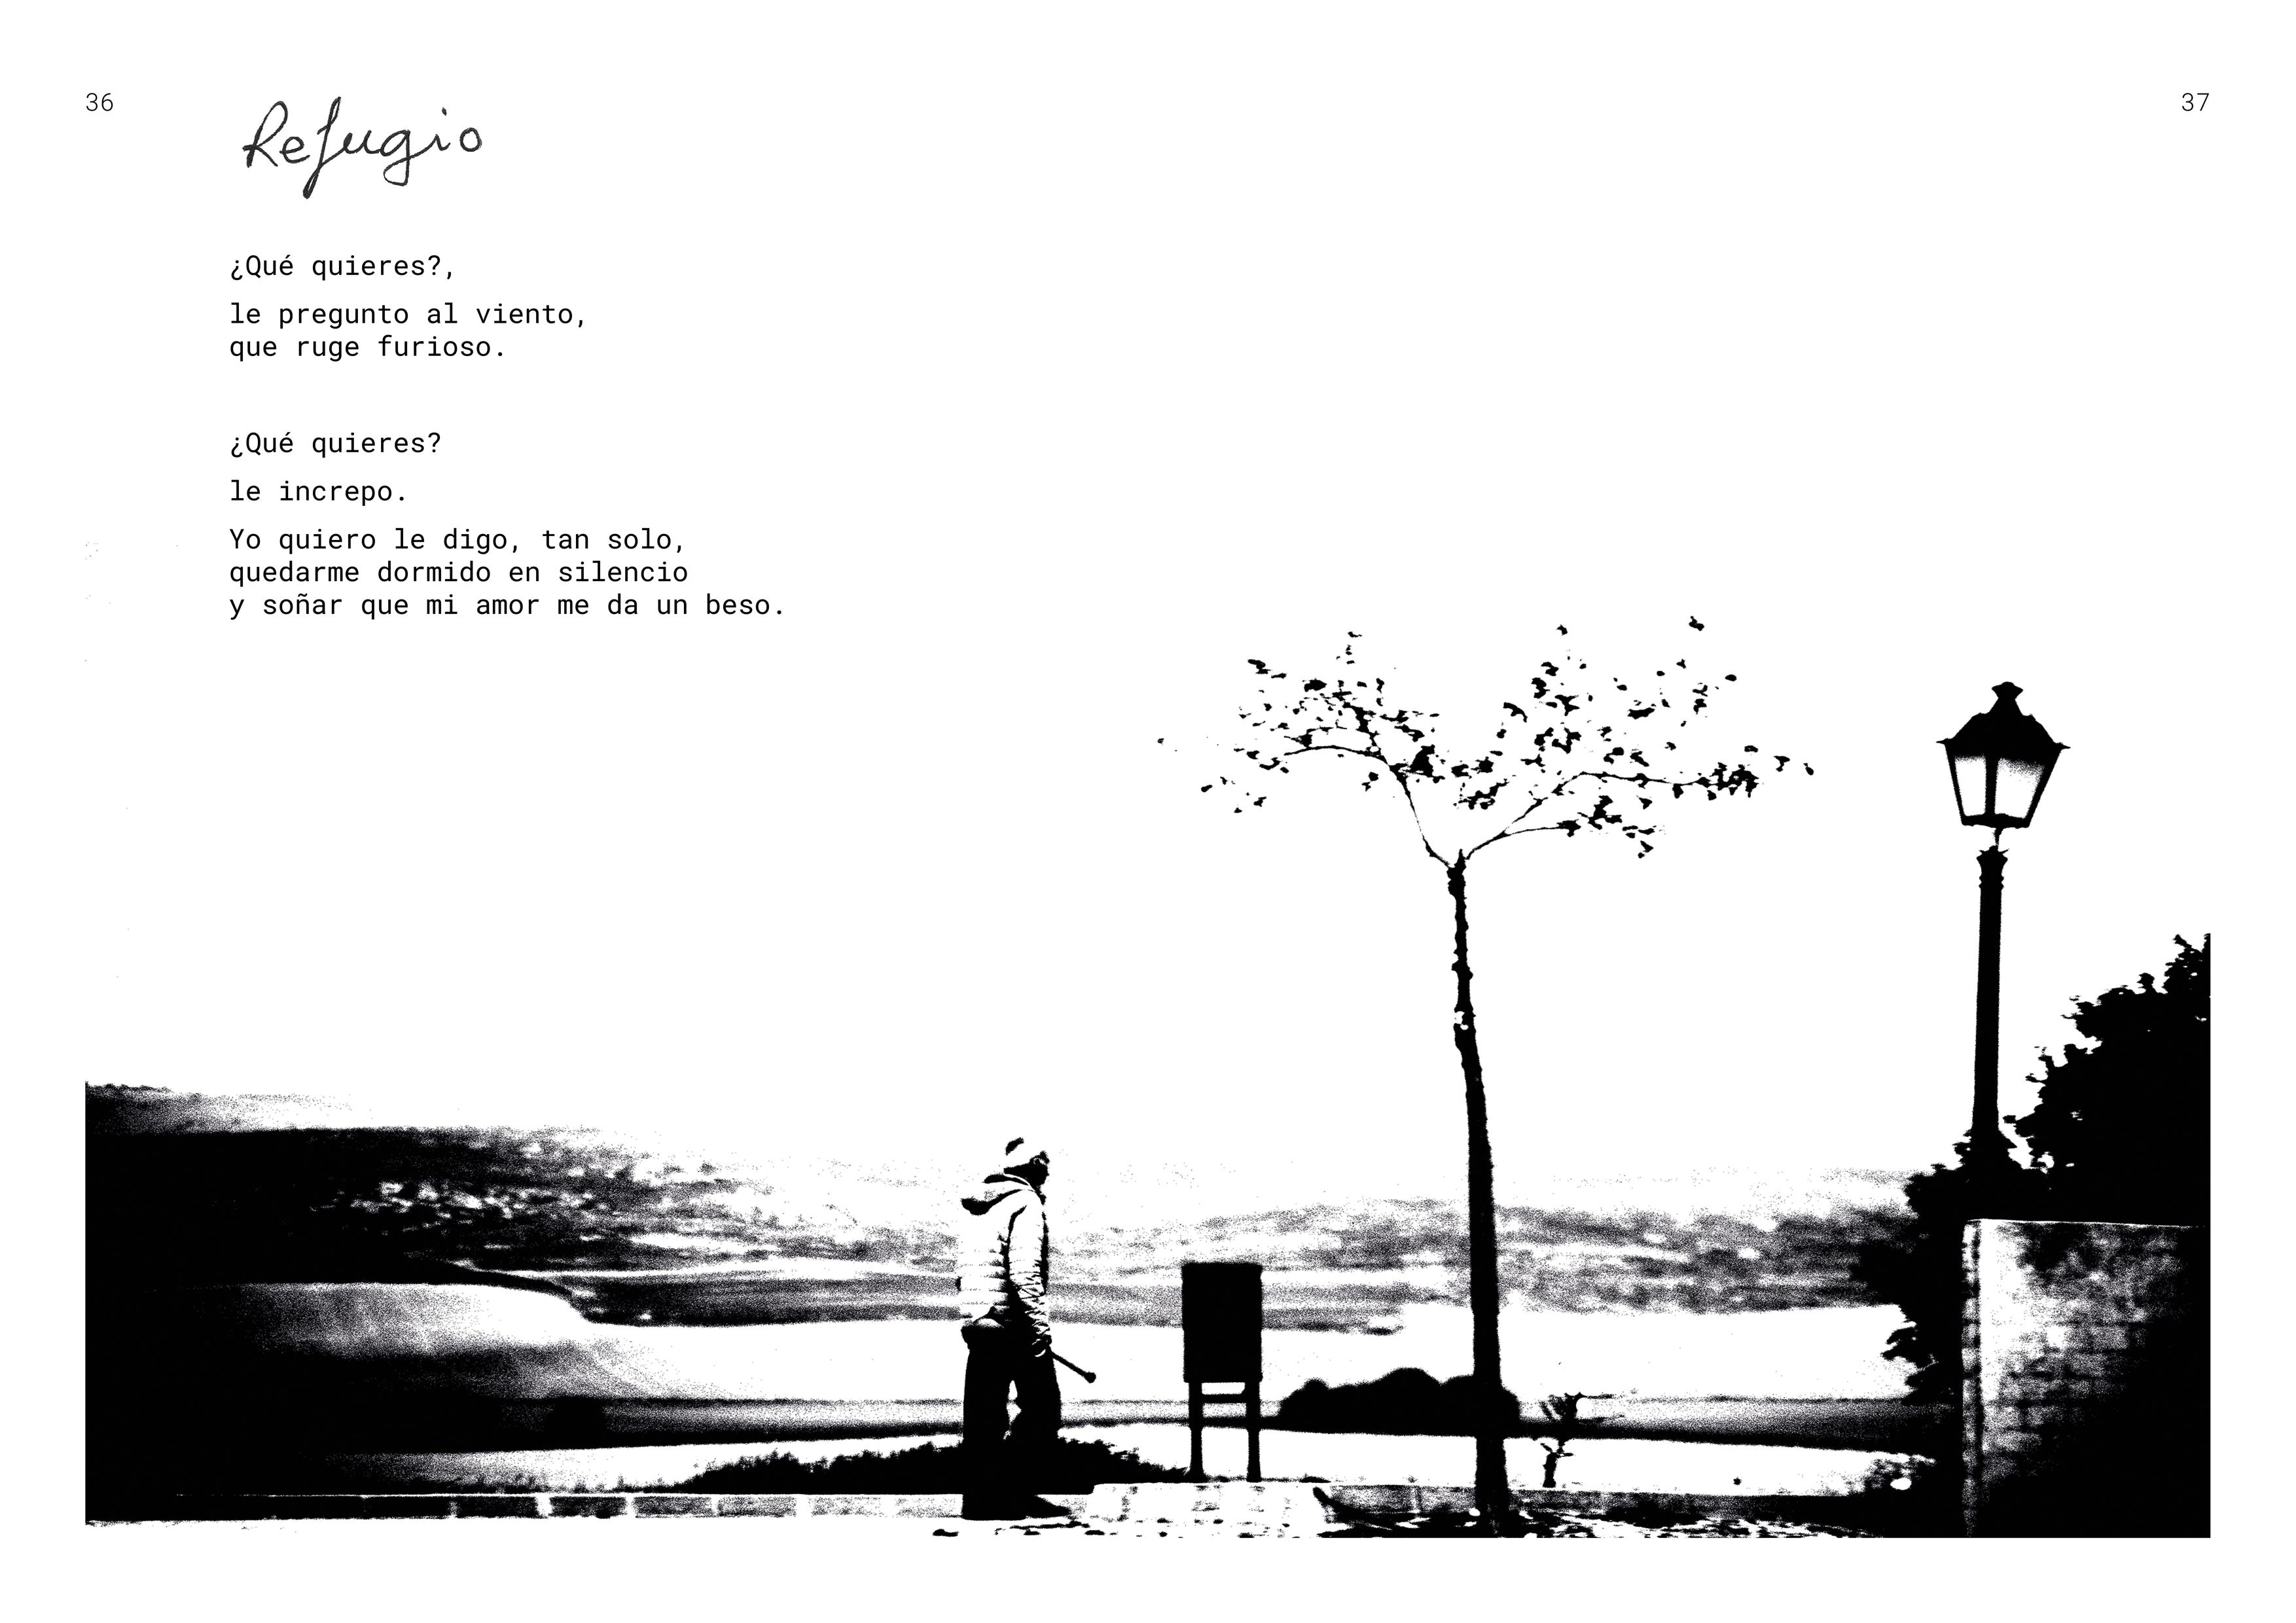 36
37
Refugio
¿Qué quieres?,
le pregunto al viento,
que ruge furioso.
¿Qué quieres?
le increpo.
Yo quiero le digo, tan solo,
quedarme dormido en silencio
y soñar que mi amor me da un beso.